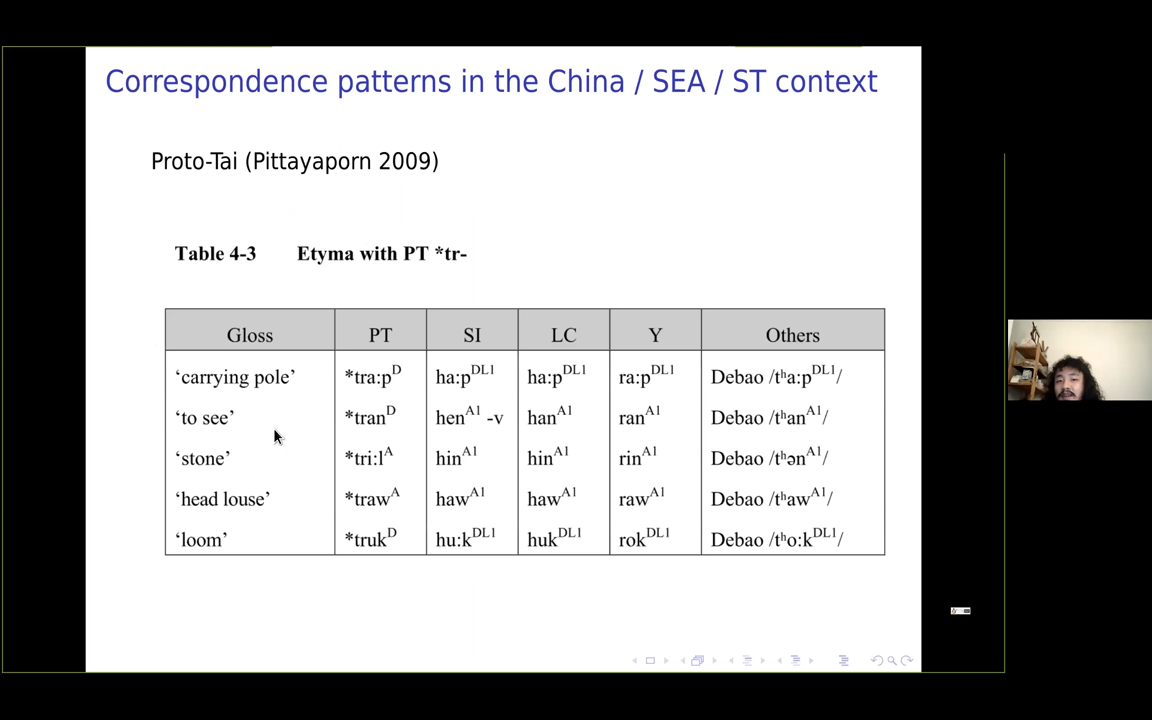 Correspondence patterns in the China / SEA / ST context
Proto-Tai (Pittayaporn 2009)
Table 4-3 Etyma with PT *tr-
Gloss PT SI LC Y Others
‘carrying pole’ *tra:pᴰ ha:pᴰᴸ¹ ha:pᴰᴸ¹ ra:pᴰᴸ¹ Debao /tʰa:pᴰᴸ¹/
‘to see’ *tranᴰ henᴬ¹ -v hanᴬ¹ ranᴬ¹ Debao /tʰanᴬ¹/
‘stone’ *tri:lᴬ hinᴬ¹ hinᴬ¹ rinᴬ¹ Debao /tʰənᴬ¹/
‘head louse’ *trawᴬ hawᴬ¹ hawᴬ¹ rawᴬ¹ Debao /tʰawᴬ¹/
‘loom’ *trukᴰ hu:kᴰᴸ¹ hukᴰᴸ¹ rokᴰᴸ¹ Debao /tʰo:kᴰᴸ¹/